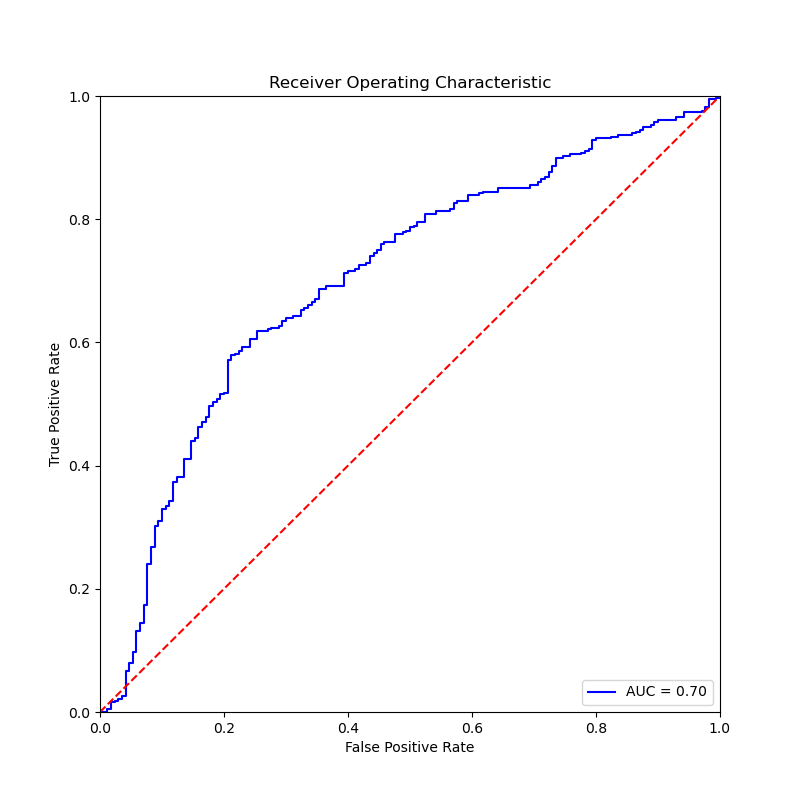 Receiver Operating Characteristic
1.0
0.8
0.6
0.4
0.2
0.0
True Positive Rate
AUC = 0.70
0.0 0.2 0.4 0.6 0.8 1.0
False Positive Rate